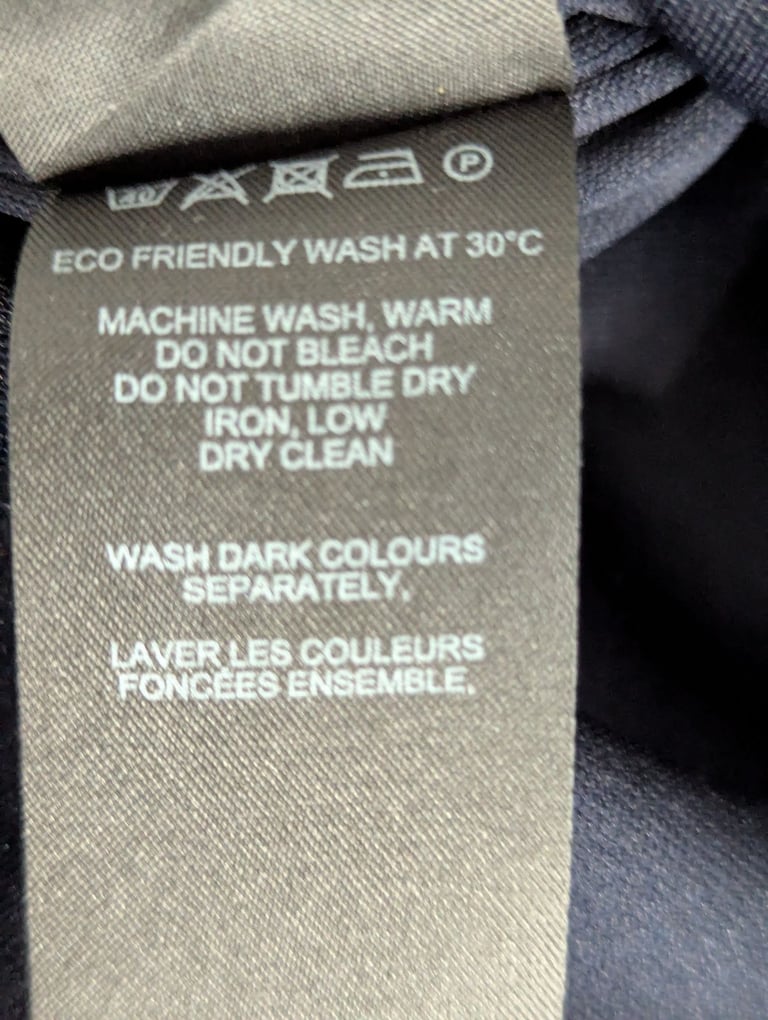 P
ECO FRIENDLY WASH AT 30°C
MACHINE WASH, WARM
DO NOT BLEACH
DO NOT TUMBLE DRY
IRON, LOW
DRY CLEAN
WASH DARK COLOURS
SEPARATELY.
LAVER LES COULEURS
FONCÉES ENSEMBLE.